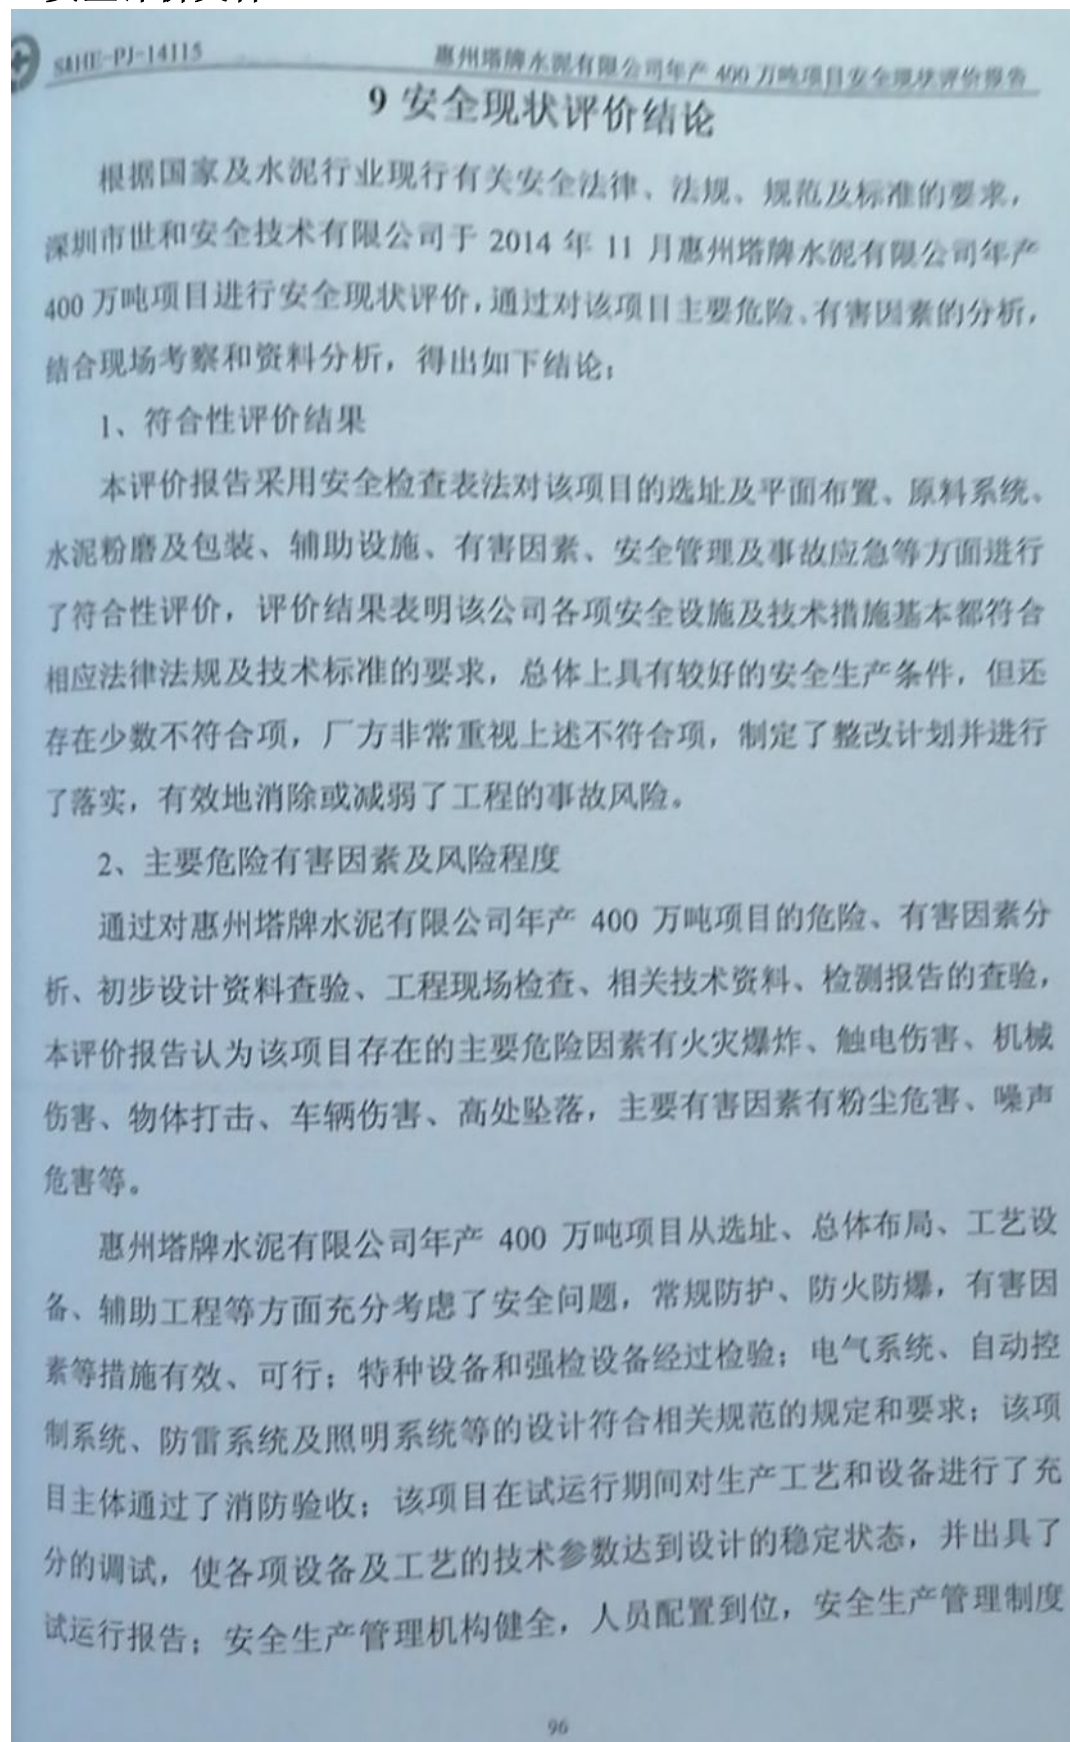 SAHE-PJ-14115
惠州塔牌水泥有限公司年产 400 万吨项目安全现状评价报告
9 安全现状评价结论
根据国家及水泥行业现行有关安全法律、法规、规范及标准的要求，
深圳市世和安全技术有限公司于 2014 年 11 月惠州塔牌水泥有限公司年产
400 万吨项目进行安全现状评价，通过对该项目主要危险、有害因素的分析，
结合现场考察和资料分析，得出如下结论：
1、符合性评价结果
本评价报告采用安全检查表法对该项目的选址及平面布置、原料系统、
水泥粉磨及包装、辅助设施、有害因素、安全管理及事故应急等方面进行
了符合性评价，评价结果表明该公司各项安全设施及技术措施基本都符合
相应法律法规及技术标准的要求，总体上具有较好的安全生产条件，但还
存在少数不符合项，厂方非常重视上述不符合项，制定了整改计划并进行
了落实，有效地消除或减弱了工程的事故风险。
2、主要危险有害因素及风险程度
通过对惠州塔牌水泥有限公司年产 400 万吨项目的危险、有害因素分
析、初步设计资料查验、工程现场检查、相关技术资料、检测报告的查验，
本评价报告认为该项目存在的主要危险因素有火灾爆炸、触电伤害、机械
伤害、物体打击、车辆伤害、高处坠落，主要有害因素有粉尘危害、噪声
危害等。
惠州塔牌水泥有限公司年产 400 万吨项目从选址、总体布局、工艺设
备、辅助工程等方面充分考虑了安全问题，常规防护、防火防爆，有害因
素等措施有效、可行；特种设备和强检设备经过检验；电气系统、自动控
制系统、防雷系统及照明系统等的设计符合相关规范的规定和要求；该项
目主体通过了消防验收；该项目在试运行期间对生产工艺和设备进行了充
分的调试，使各项设备及工艺的技术参数达到设计的稳定状态，并出具了
试运行报告；安全生产管理机构健全，人员配置到位，安全生产管理制度
96